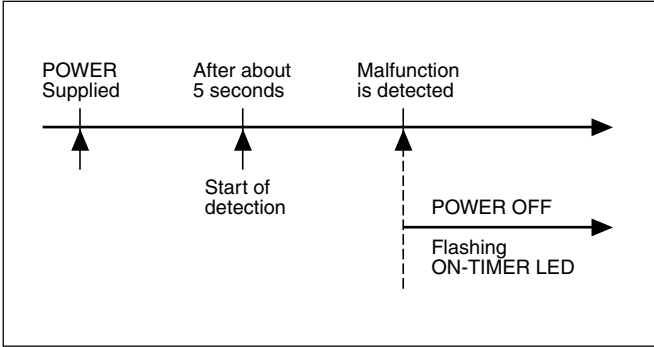 POWER
Supplied
After about
5 seconds
Malfunction
is detected
Start of
detection
POWER OFF
Flashing
ON-TIMER LED